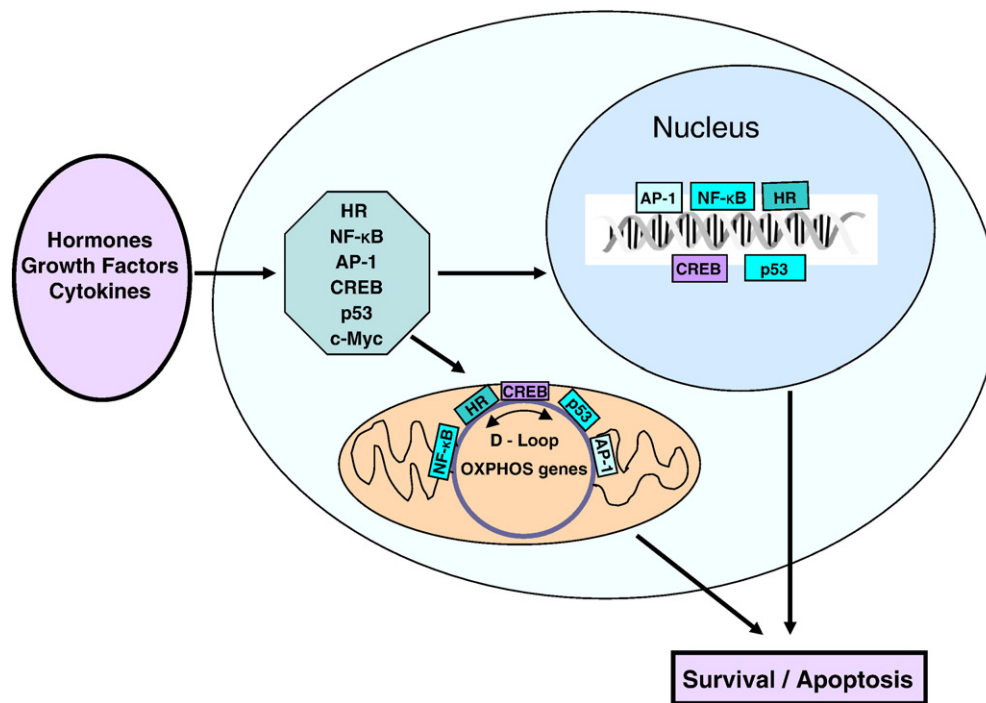 Nucleus
AP-1 NF-κB HR
CREB p53
Hormones
Growth Factors
Cytokines
HR
NF-κB
AP-1
CREB
p53
c-Myc
NF-κB HR CREB p53 AP-1
D - Loop
OXPHOS genes
Survival / Apoptosis